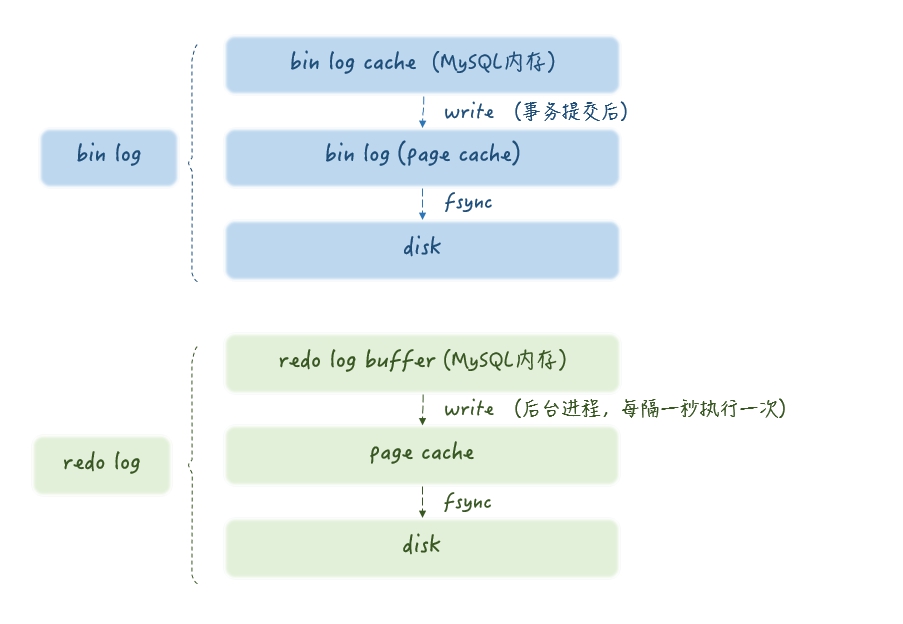 bin log cache (MySQL内存)
write (事务提交后)
bin log
bin log (page cache)
fsync
disk
redo log buffer (MySQL内存)
write (后台进程, 每隔一秒执行一次)
redo log
page cache
fsync
disk